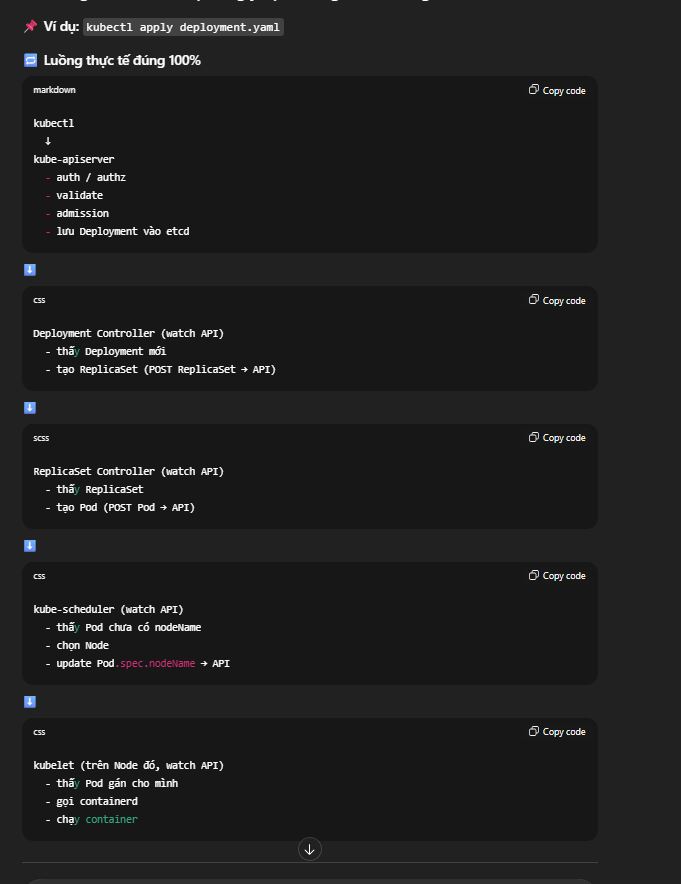 Ví dụ: kubectl apply deployment.yaml
Luồng thực tế đúng 100%
markdown
Copy code
kubectl
↓
kube-apiserver
- auth / authz
- validate
- admission
- lưu Deployment vào etcd
css
Copy code
Deployment Controller (watch API)
- thấy Deployment mới
- tạo ReplicaSet (POST ReplicaSet → API)
scss
Copy code
ReplicaSet Controller (watch API)
- thấy ReplicaSet
- tạo Pod (POST Pod → API)
css
Copy code
kube-scheduler (watch API)
- thấy Pod chưa có nodeName
- chọn Node
- update Pod.spec.nodeName → API
css
Copy code
kubelet (trên Node đó, watch API)
- thấy Pod gán cho mình
- gọi containerd
- chạy container